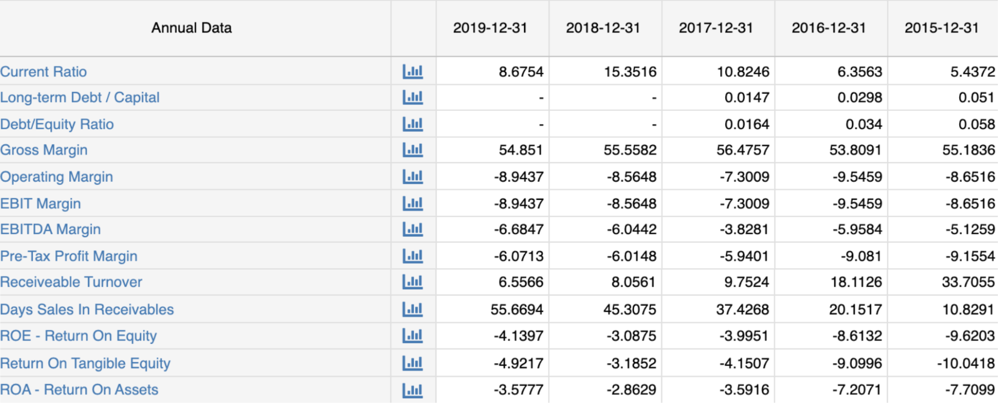 Annual Data 2019-12-31 2018-12-31 2017-12-31 2016-12-31 2015-12-31
Current Ratio 8.6754 15.3516 10.8246 6.3563 5.4372
Long-term Debt / Capital - - 0.0147 0.0298 0.051
Debt/Equity Ratio - - 0.0164 0.034 0.058
Gross Margin 54.851 55.5582 56.4757 53.8091 55.1836
Operating Margin -8.9437 -8.5648 -7.3009 -9.5459 -8.6516
EBIT Margin -8.9437 -8.5648 -7.3009 -9.5459 -8.6516
EBITDA Margin -6.6847 -6.0442 -3.8281 -5.9584 -5.1259
Pre-Tax Profit Margin -6.0713 -6.0148 -5.9401 -9.081 -9.1554
Receiveable Turnover 6.5566 8.0561 9.7524 18.1126 33.7055
Days Sales In Receivables 55.6694 45.3075 37.4268 20.1517 10.8291
ROE - Return On Equity -4.1397 -3.0875 -3.9951 -8.6132 -9.6203
Return On Tangible Equity -4.9217 -3.1852 -4.1507 -9.0996 -10.0418
ROA - Return On Assets -3.5777 -2.8629 -3.5916 -7.2071 -7.7099